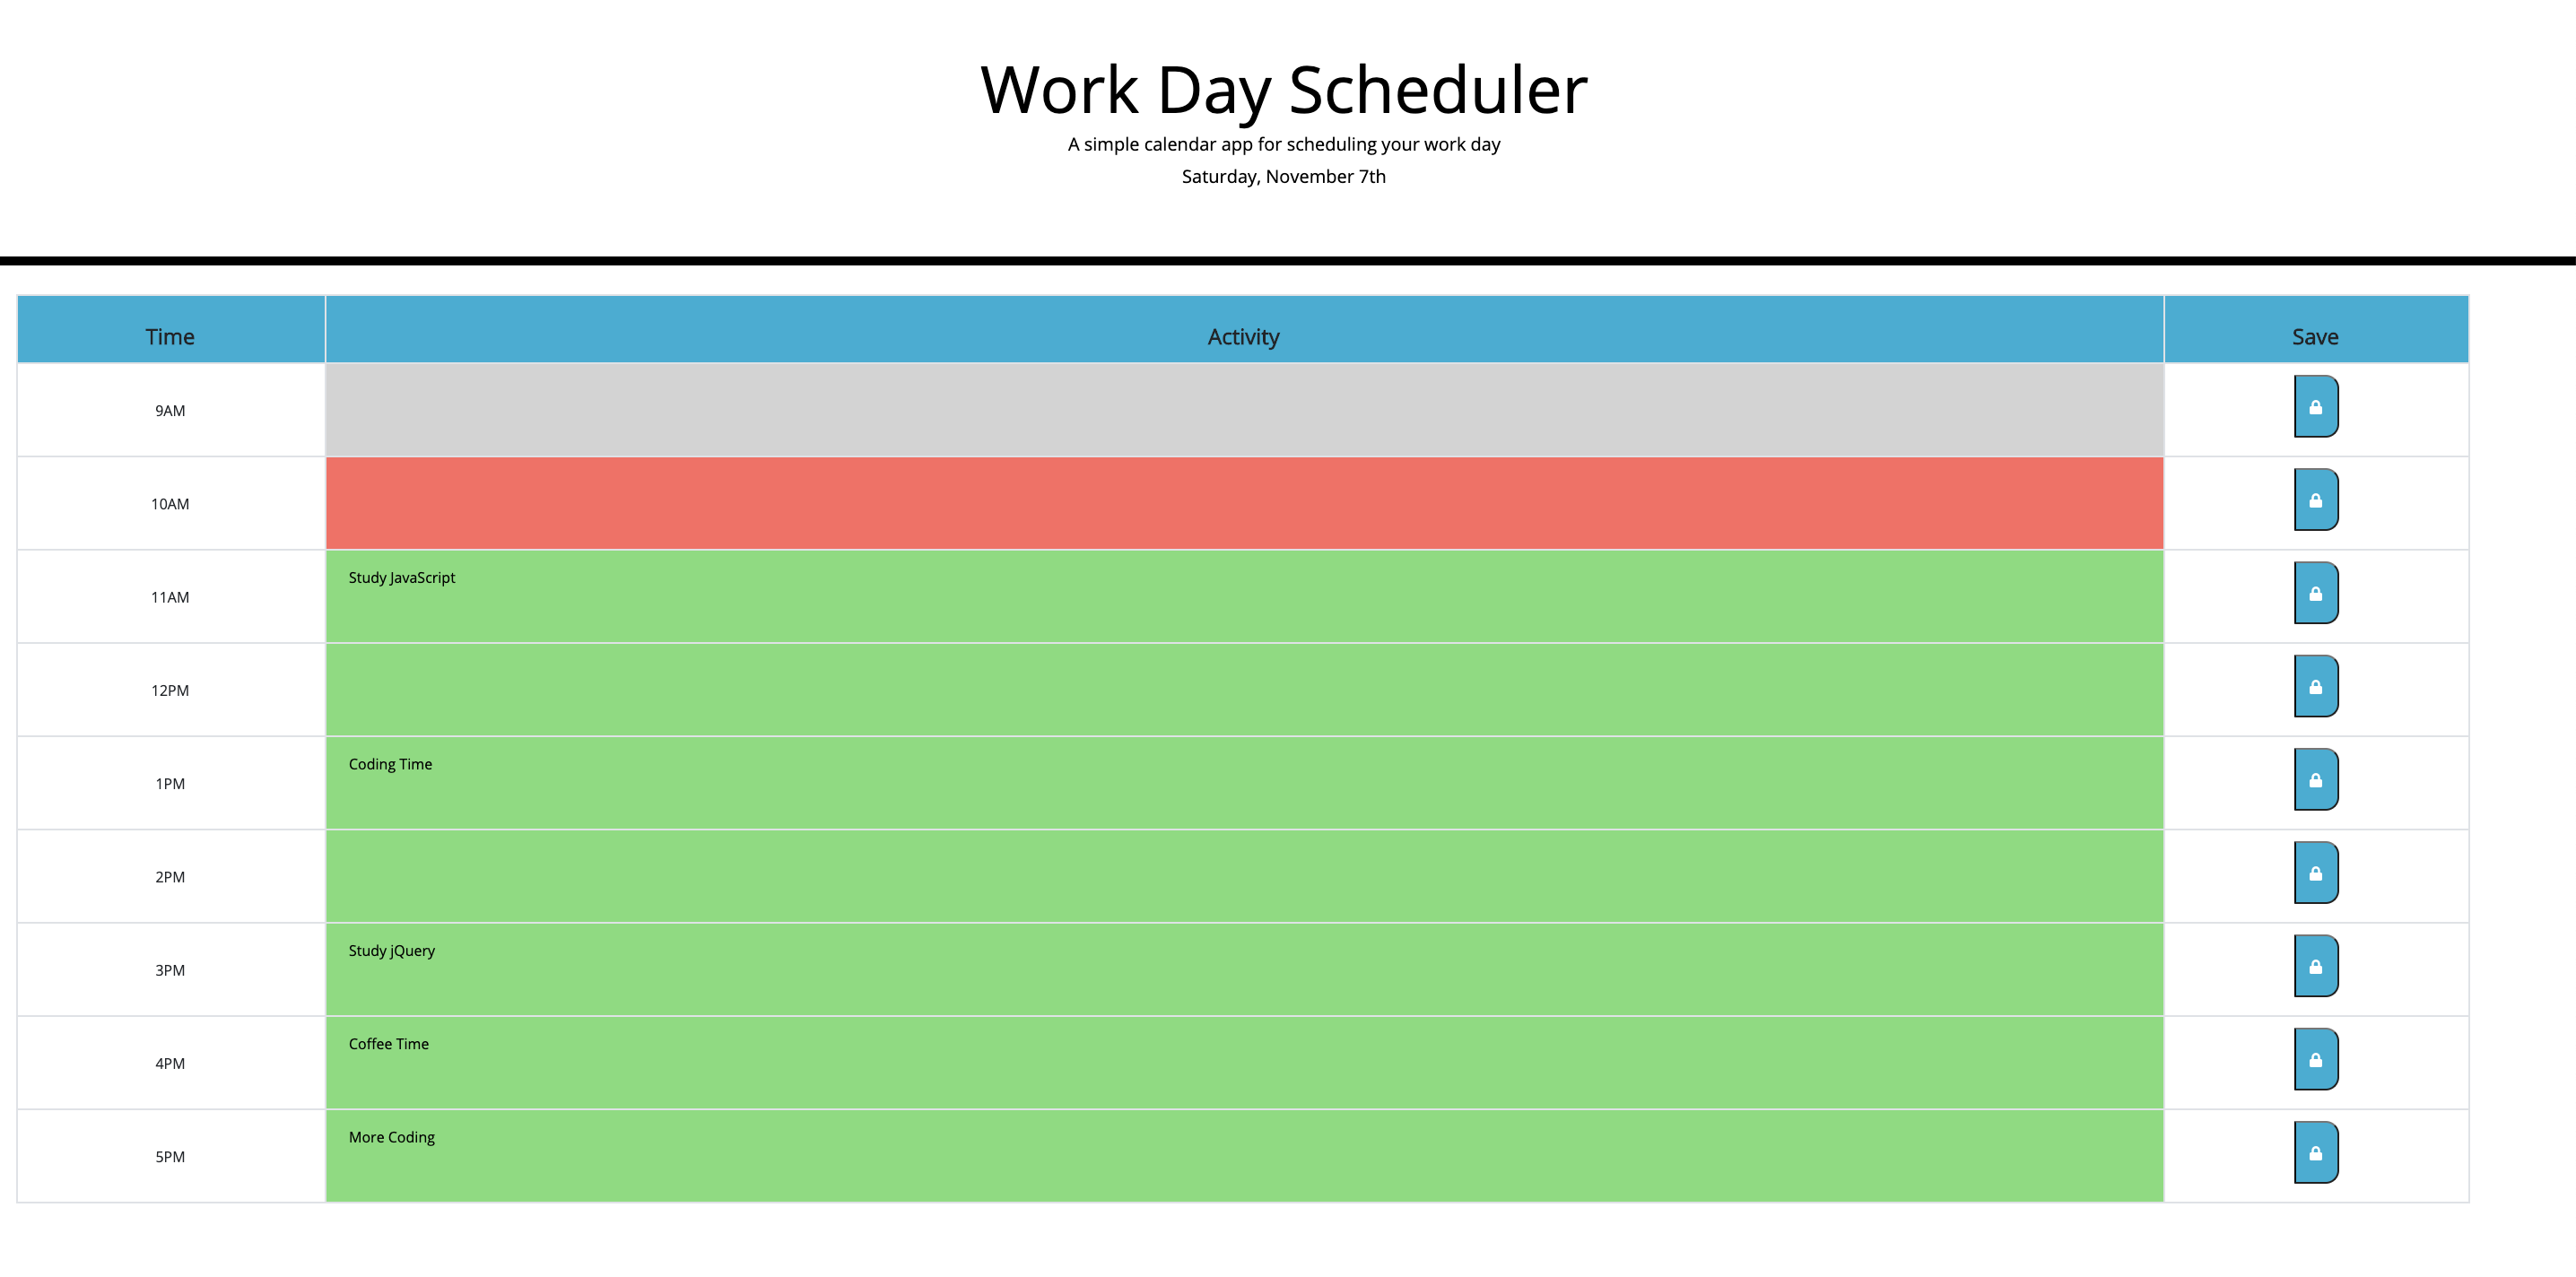 Work Day Scheduler
A simple calendar app for scheduling your work day
Saturday, November 7th
Time Activity Save
9AM
10AM
11AM Study JavaScript
12PM
1PM Coding Time
2PM
3PM Study jQuery
4PM Coffee Time
5PM More Coding